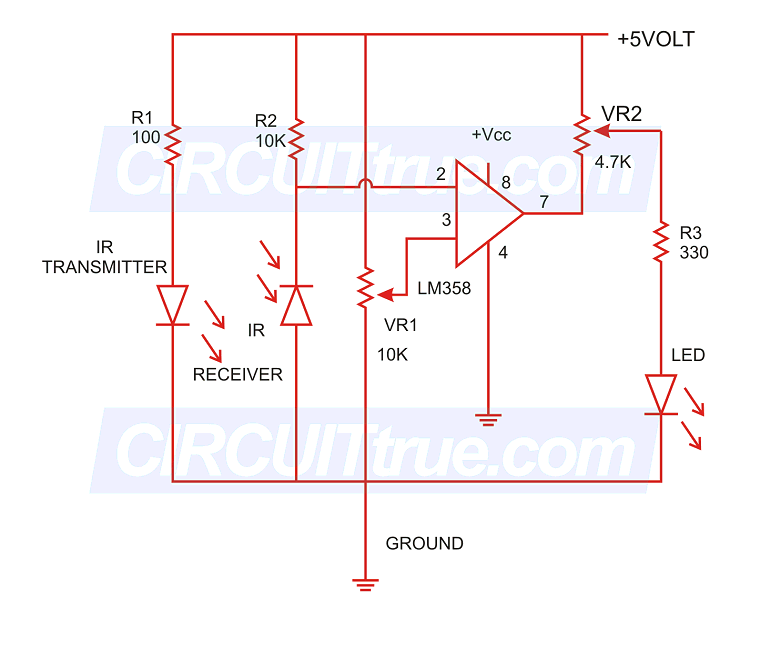 +5VOLT
R1
100
R2
10K
+Vcc
VR2
4.7K
2
8
7
3
4
R3
330
IR
TRANSMITTER
LM358
VR1
10K
IR
RECEIVER
LED
GROUND
CIRCUITtrue.com
CIRCUITtrue.com